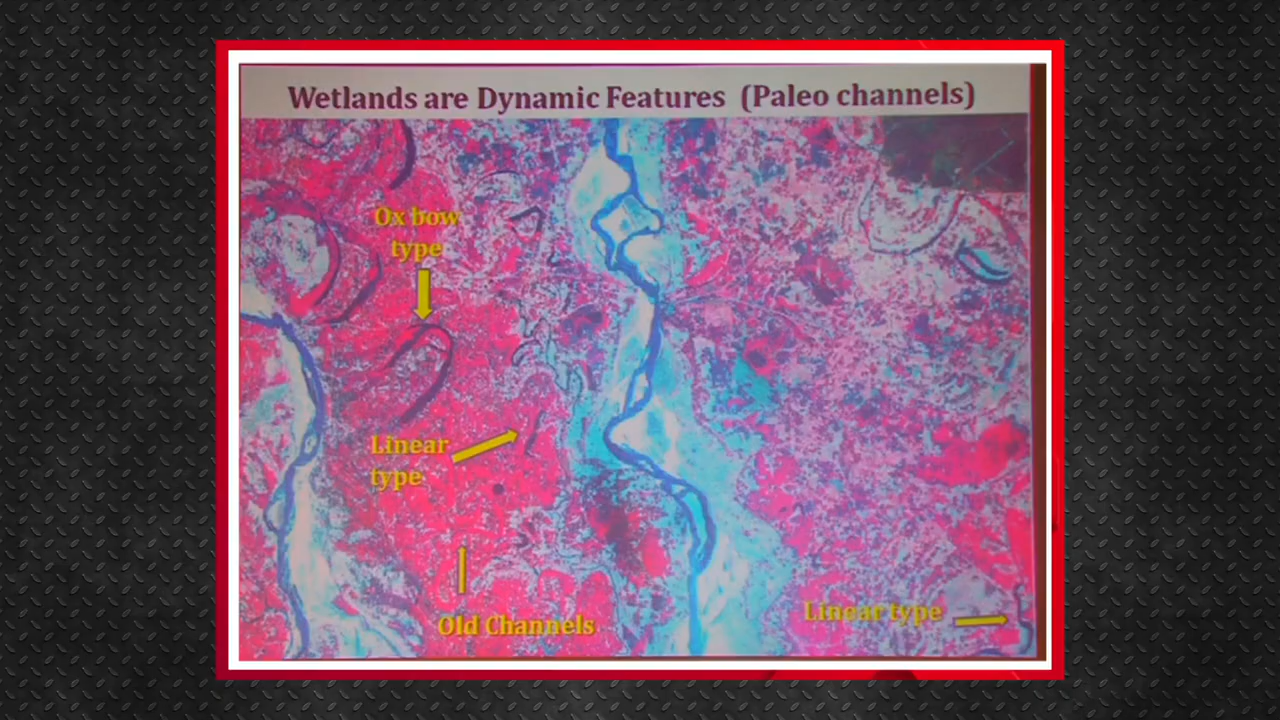 Wetlands are Dynamic Features (Paleo channels)
Ox bow
type
Linear
type
Old Channels
Linear type